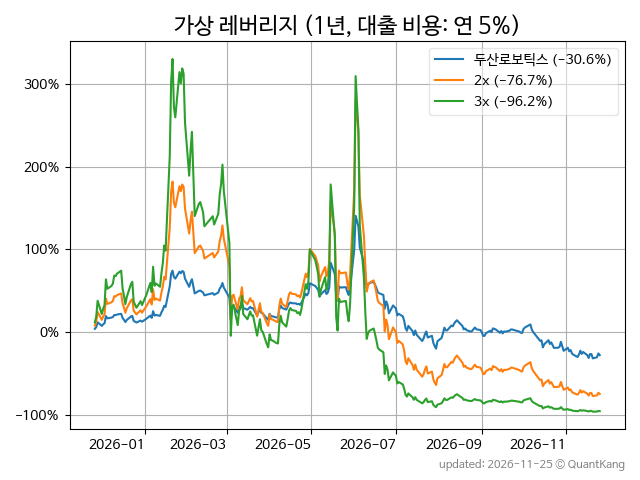 가상 레버리지 (1년, 대출 비용: 연 5%)
두산로보틱스 (−30.6%)
2x (−76.7%)
3x (−96.2%)
300%
200%
100%
0%
−100%
2026-01 2026-03 2026-05 2026-07 2026-09 2026-11
updated: 2026-11-25 © QuantKang